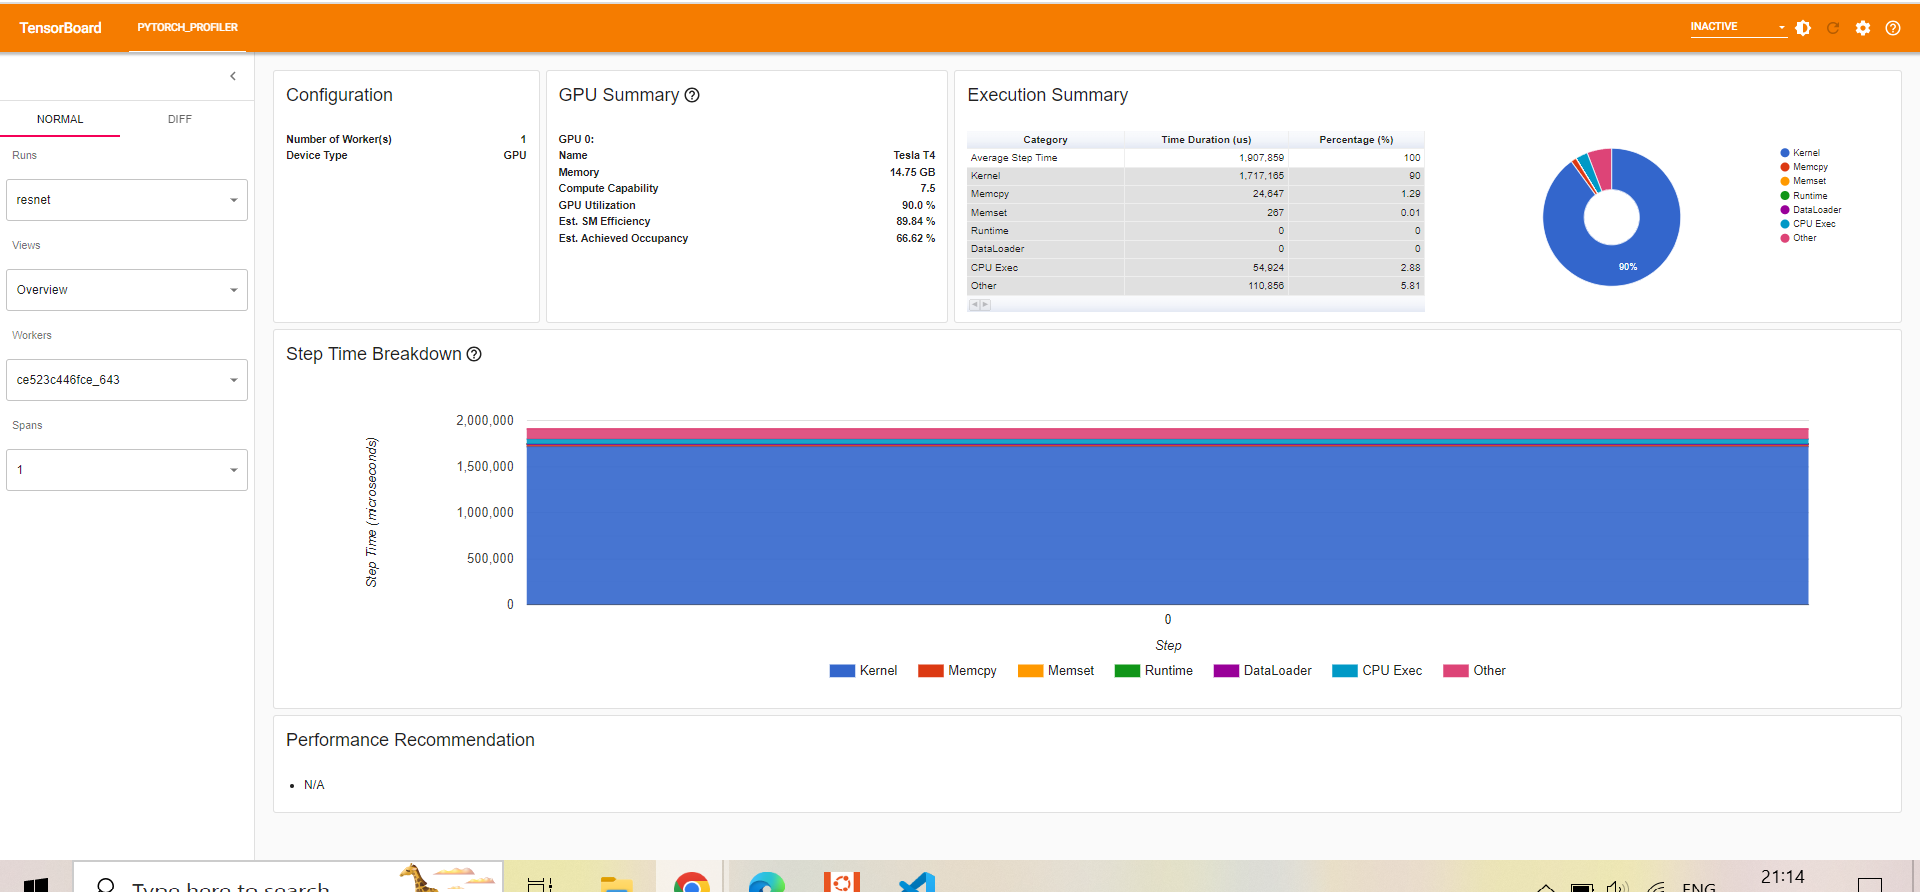 TensorBoard PYTORCH_PROFILER INACTIVE
NORMAL DIFF
Runs
resnet
Views
Overview
Workers
ce523c446fce_643
Spans
1
Configuration
Number of Worker(s) 1
Device Type GPU
GPU Summary
GPU 0:
Name Tesla T4
Memory 14.75 GB
Compute Capability 7.5
GPU Utilization 90.0 %
Est. SM Efficiency 89.84 %
Est. Achieved Occupancy 66.62 %
Execution Summary
Category Time Duration (us) Percentage (%)
Average Step Time 1,907,859 100
Kernel 1,717,165 90
Memcpy 24,647 1.29
Memset 267 0.01
Runtime 0 0
DataLoader 0 0
CPU Exec 54,924 2.88
Other 110,856 5.81
90%
Kernel
Memcpy
Memset
Runtime
DataLoader
CPU Exec
Other
Step Time Breakdown
Step Time (microseconds)
2,000,000
1,500,000
1,000,000
500,000
0
0
Step
Kernel Memcpy Memset Runtime DataLoader CPU Exec Other
Performance Recommendation
• N/A
Type here to search
ENG
21:14